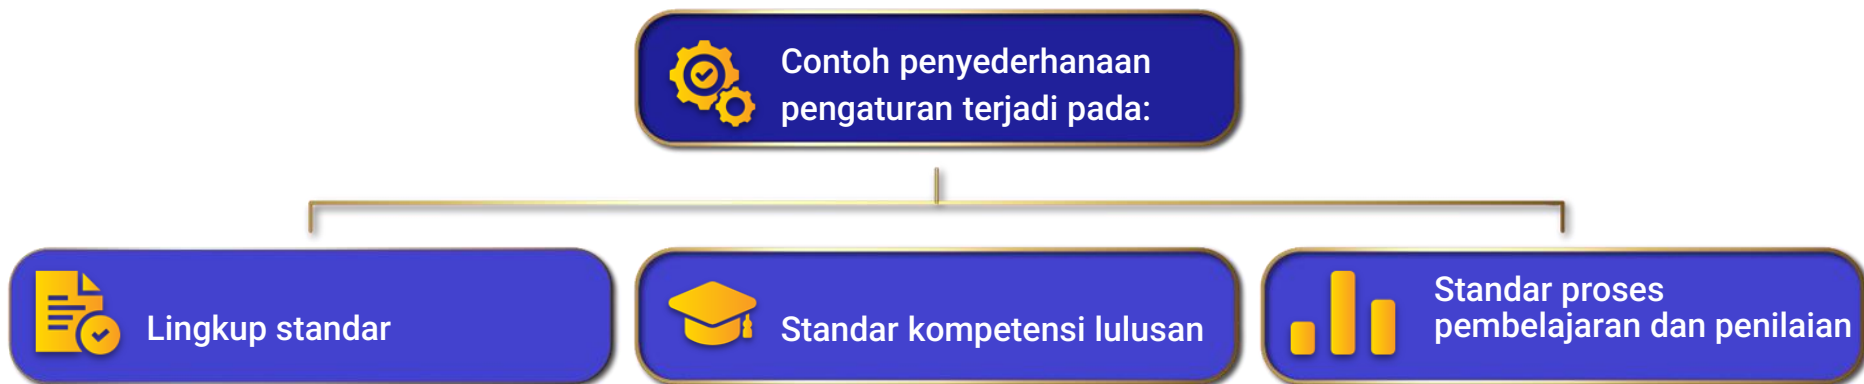 Contoh penyederhanaan
pengaturan terjadi pada:
Lingkup standar
Standar kompetensi lulusan
Standar proses
pembelajaran dan penilaian